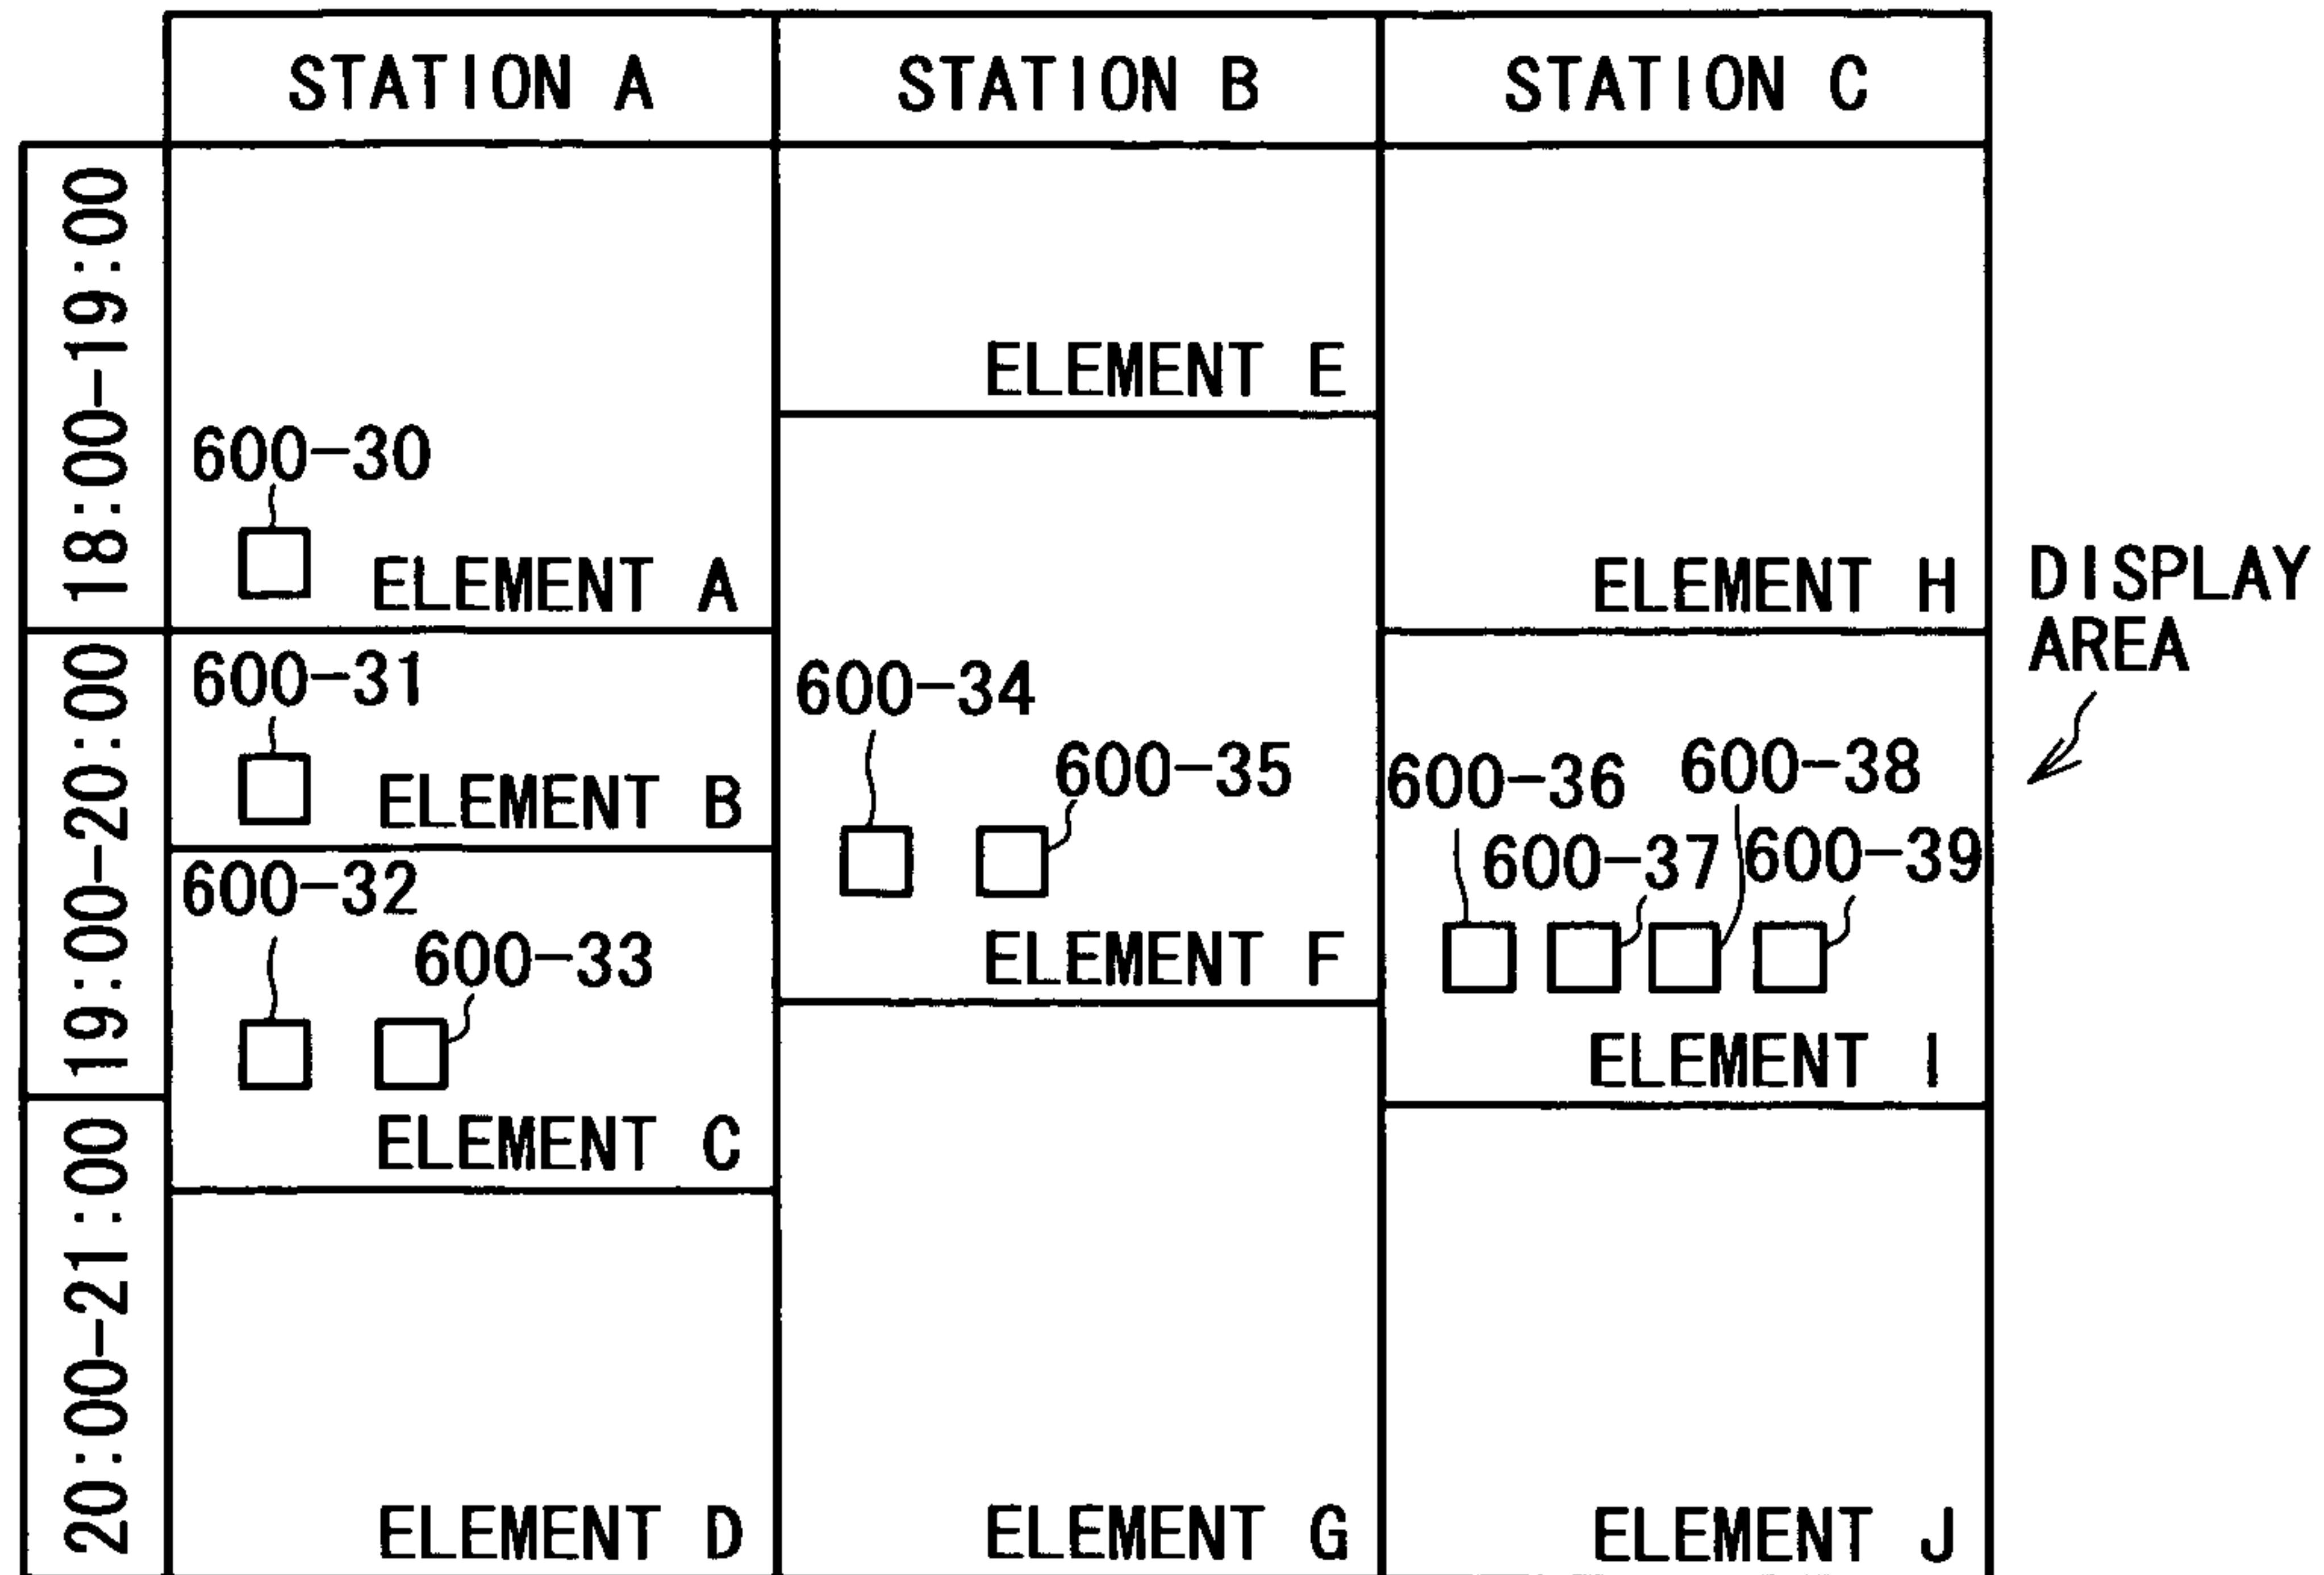 STATION A
STATION B
STATION C
18:00-19:00
19:00-20:00
20:00-21:00
600-30
ELEMENT A
600-31
ELEMENT B
600-32
600-33
ELEMENT C
ELEMENT D
ELEMENT E
600-34
600-35
ELEMENT F
ELEMENT G
ELEMENT H
600-36
600-38
600-37
600-39
ELEMENT I
ELEMENT J
DISPLAY
AREA